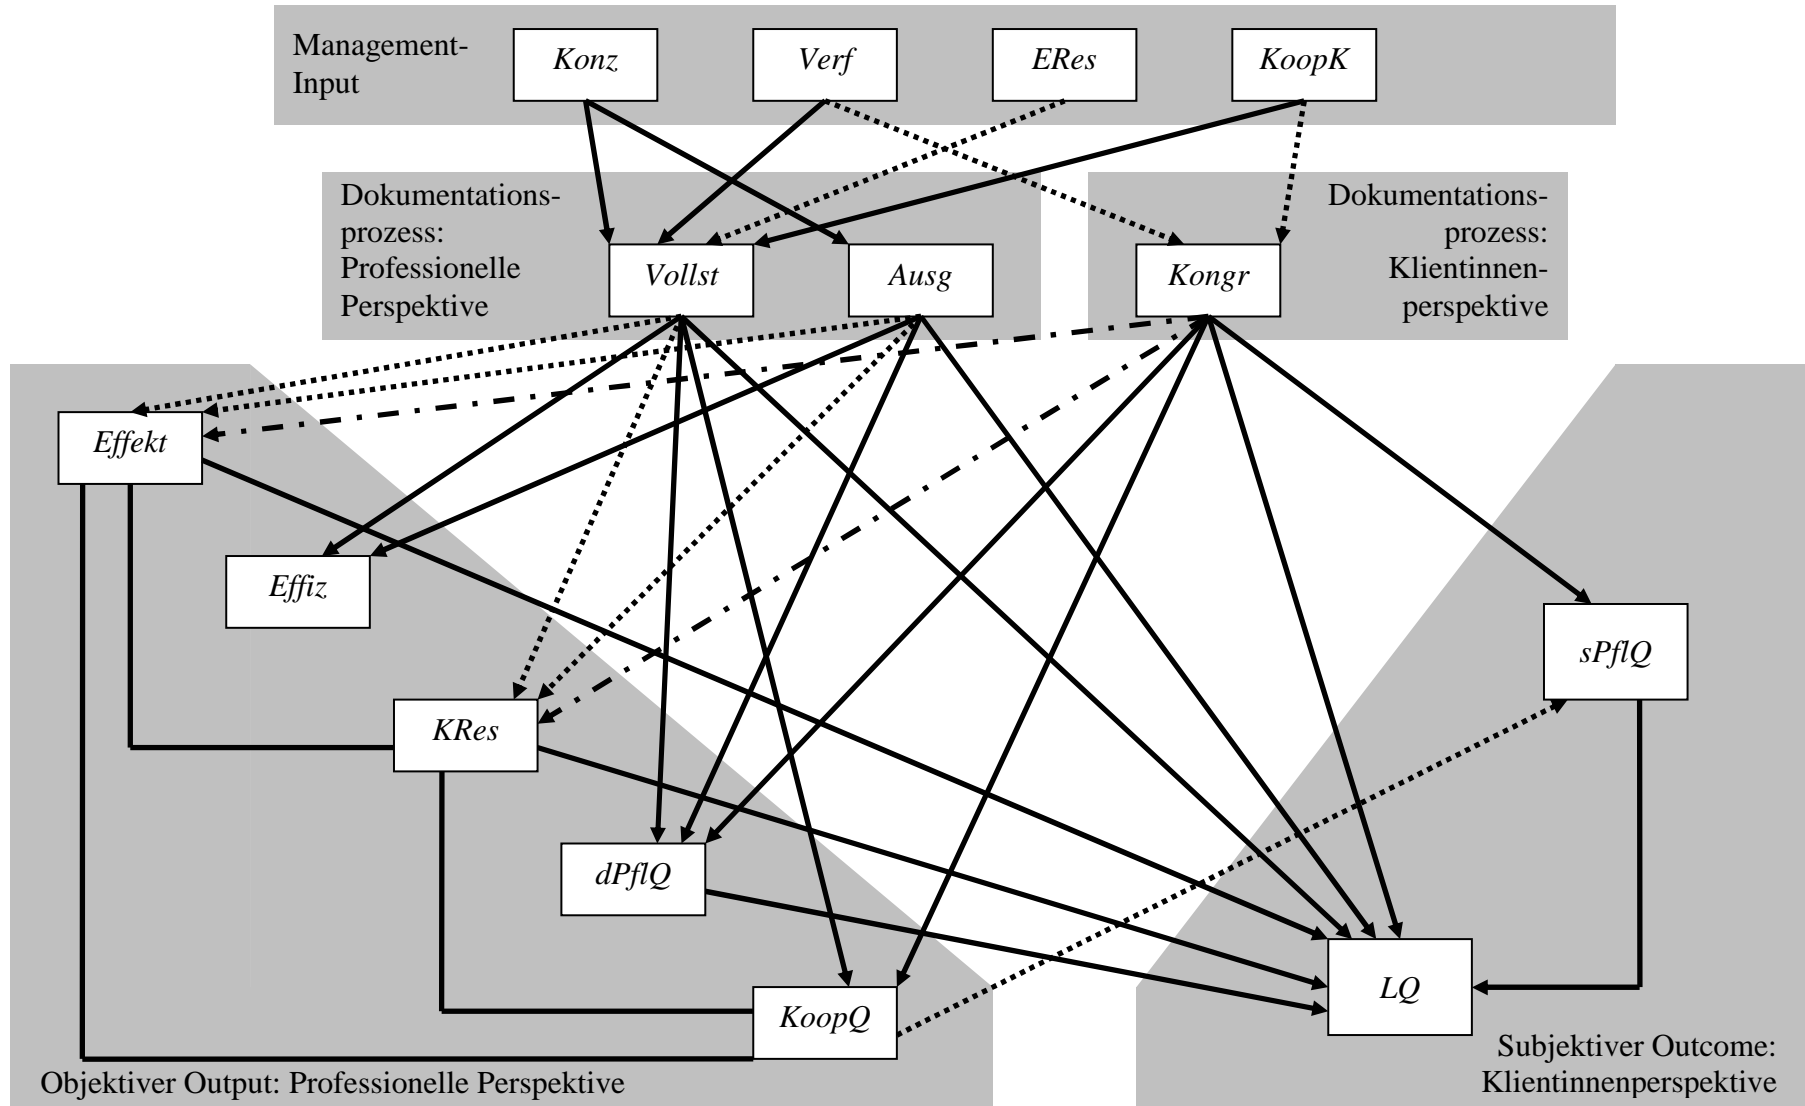 Management-
Input
Konz
Verf
ERes
KoopK
Dokumentations-
prozess:
Professionelle
Perspektive
Vollst
Ausg
Kongr
Dokumentations-
prozess:
Klientinnen-
perspektive
Effekt
Effiz
KRes
dPflQ
KoopQ
sPflQ
LQ
Objektiver Output: Professionelle Perspektive
Subjektiver Outcome:
Klientinnenperspektive